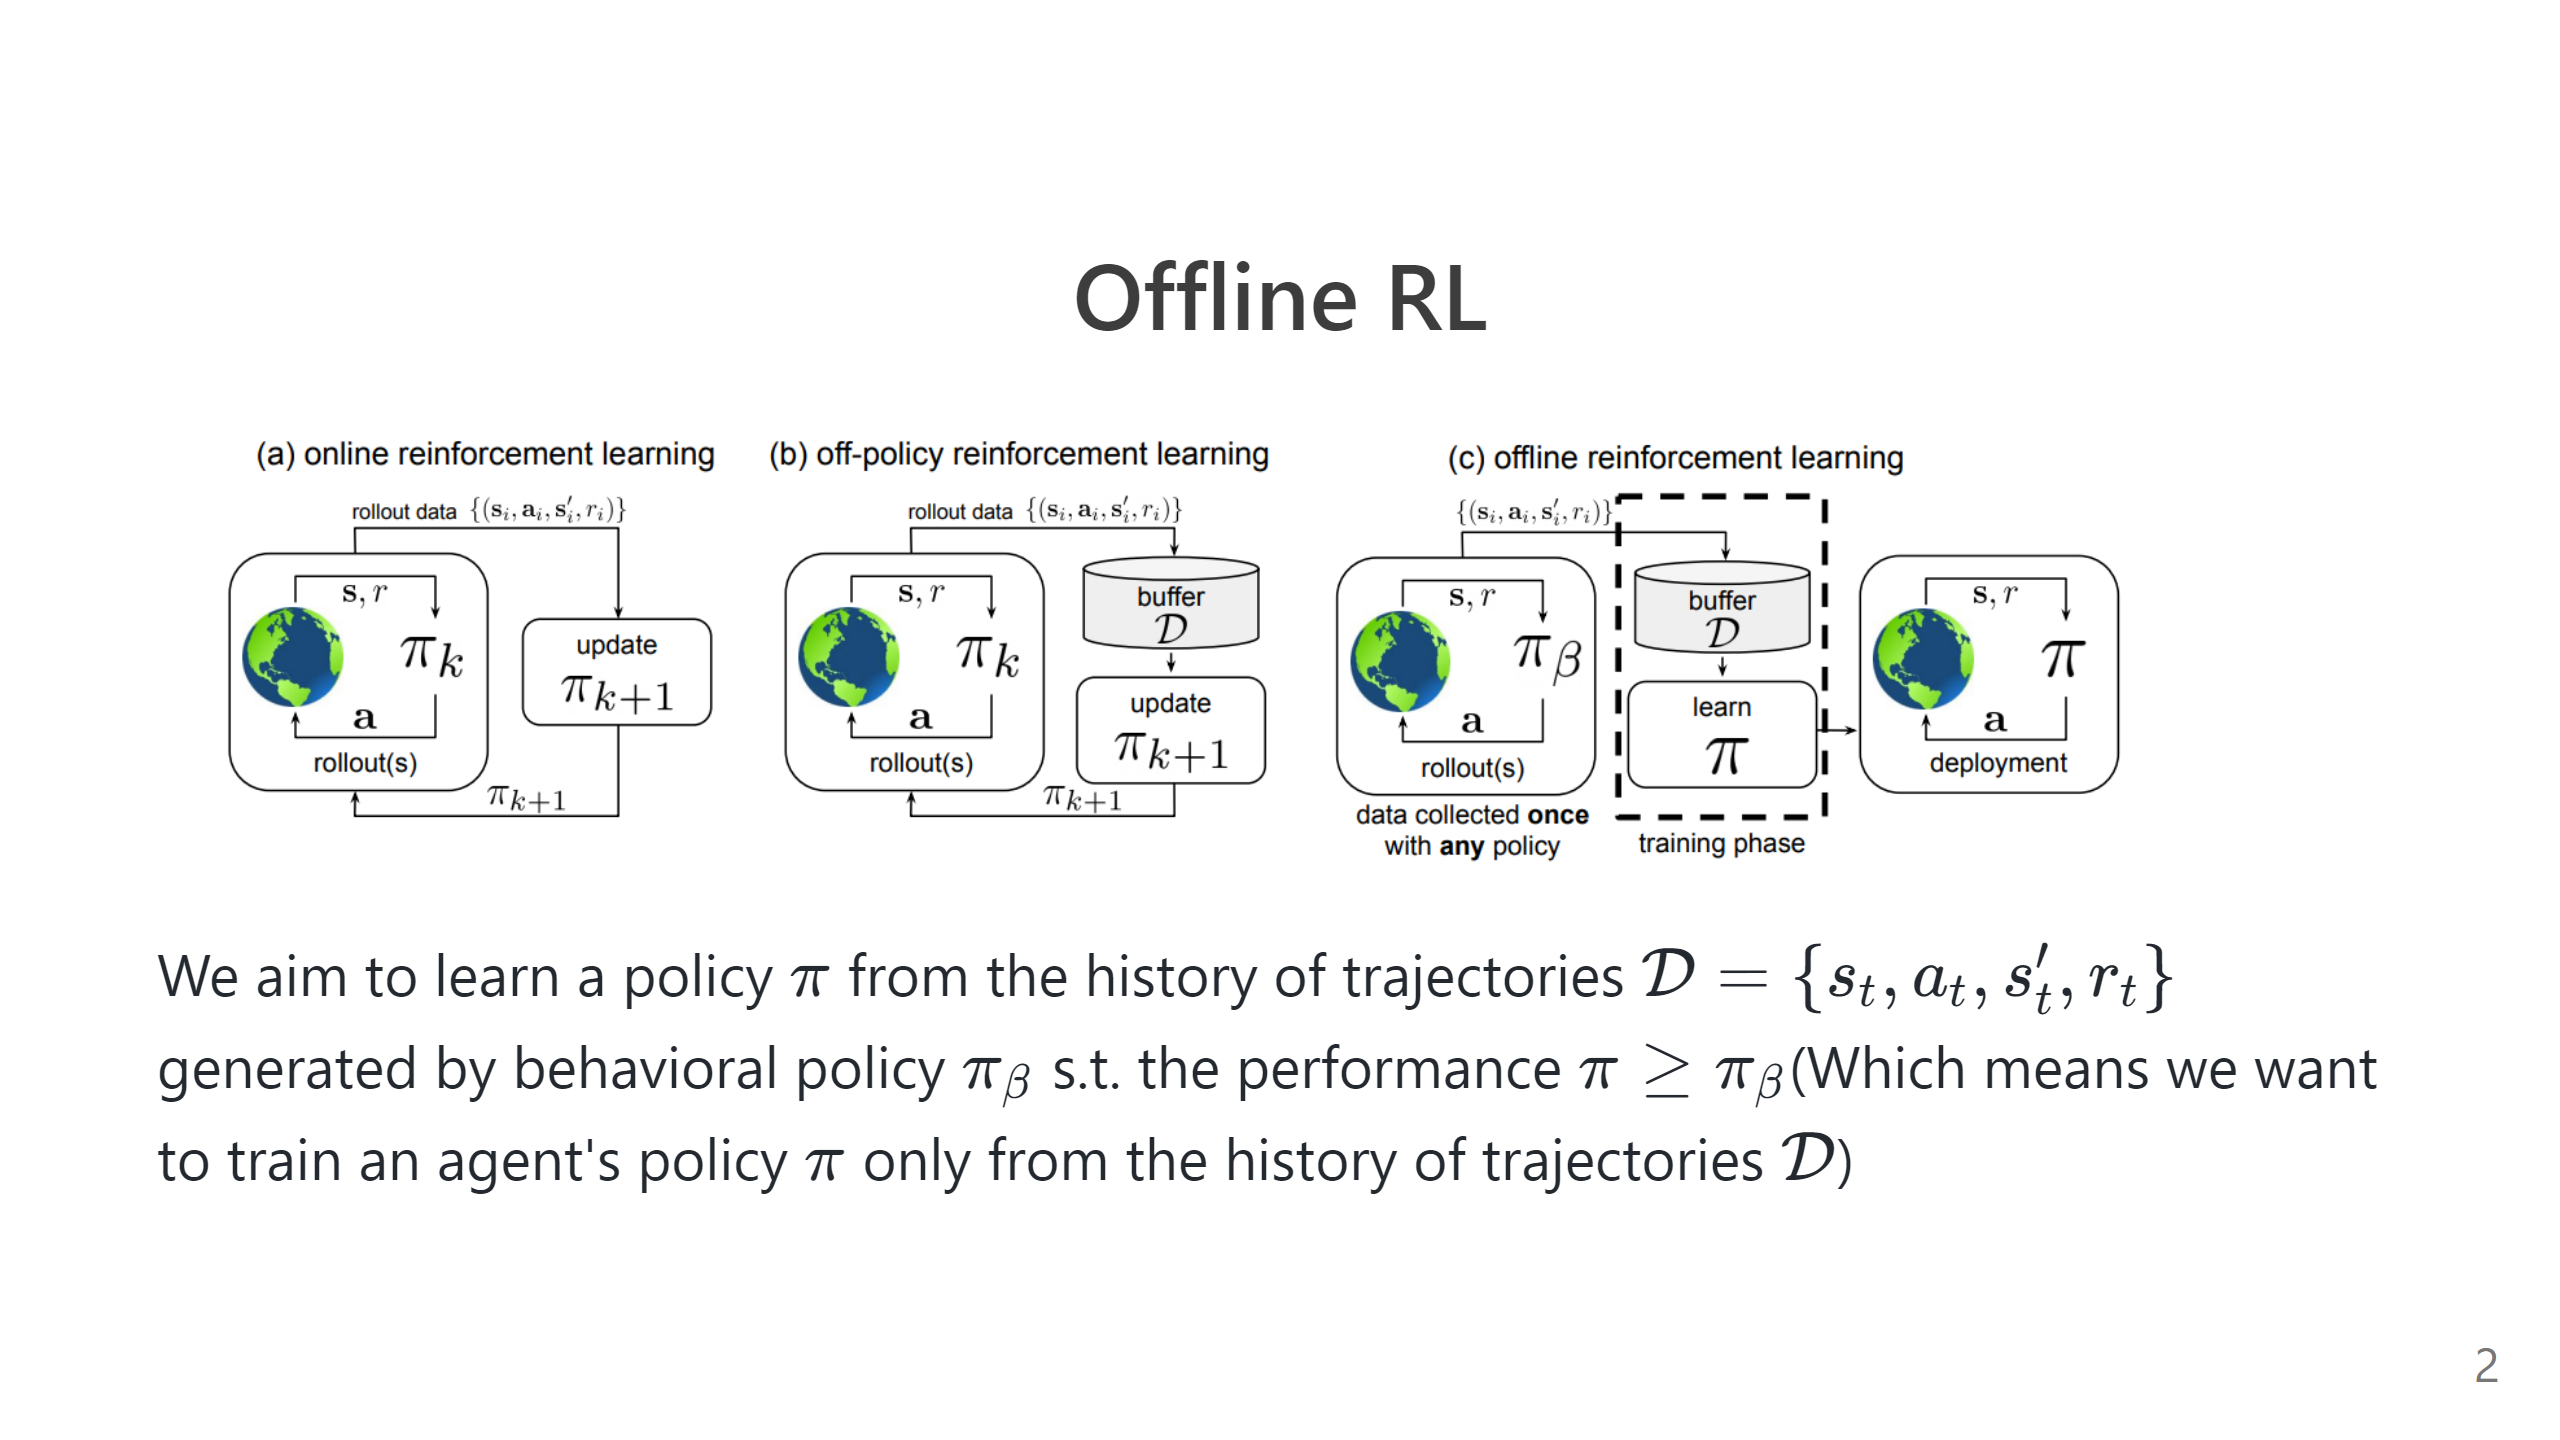 Offline RL
(a) online reinforcement learning
rollout data {(s_i, a_i, s'_i, r_i)}
s, r
π_k
a
rollout(s)
update
π_{k+1}
π_{k+1}
(b) off-policy reinforcement learning
rollout data {(s_i, a_i, s'_i, r_i)}
s, r
π_k
a
rollout(s)
buffer
𝒟
update
π_{k+1}
π_{k+1}
(c) offline reinforcement learning
{(s_i, a_i, s'_i, r_i)}
s, r
π_β
a
rollout(s)
data collected once
with any policy
buffer
𝒟
learn
π
training phase
s, r
π
a
deployment
We aim to learn a policy π from the history of trajectories 𝒟 = {s_t, a_t, s'_t, r_t}
generated by behavioral policy π_β s.t. the performance π ≥ π_β(Which means we want
to train an agent's policy π only from the history of trajectories 𝒟)
2